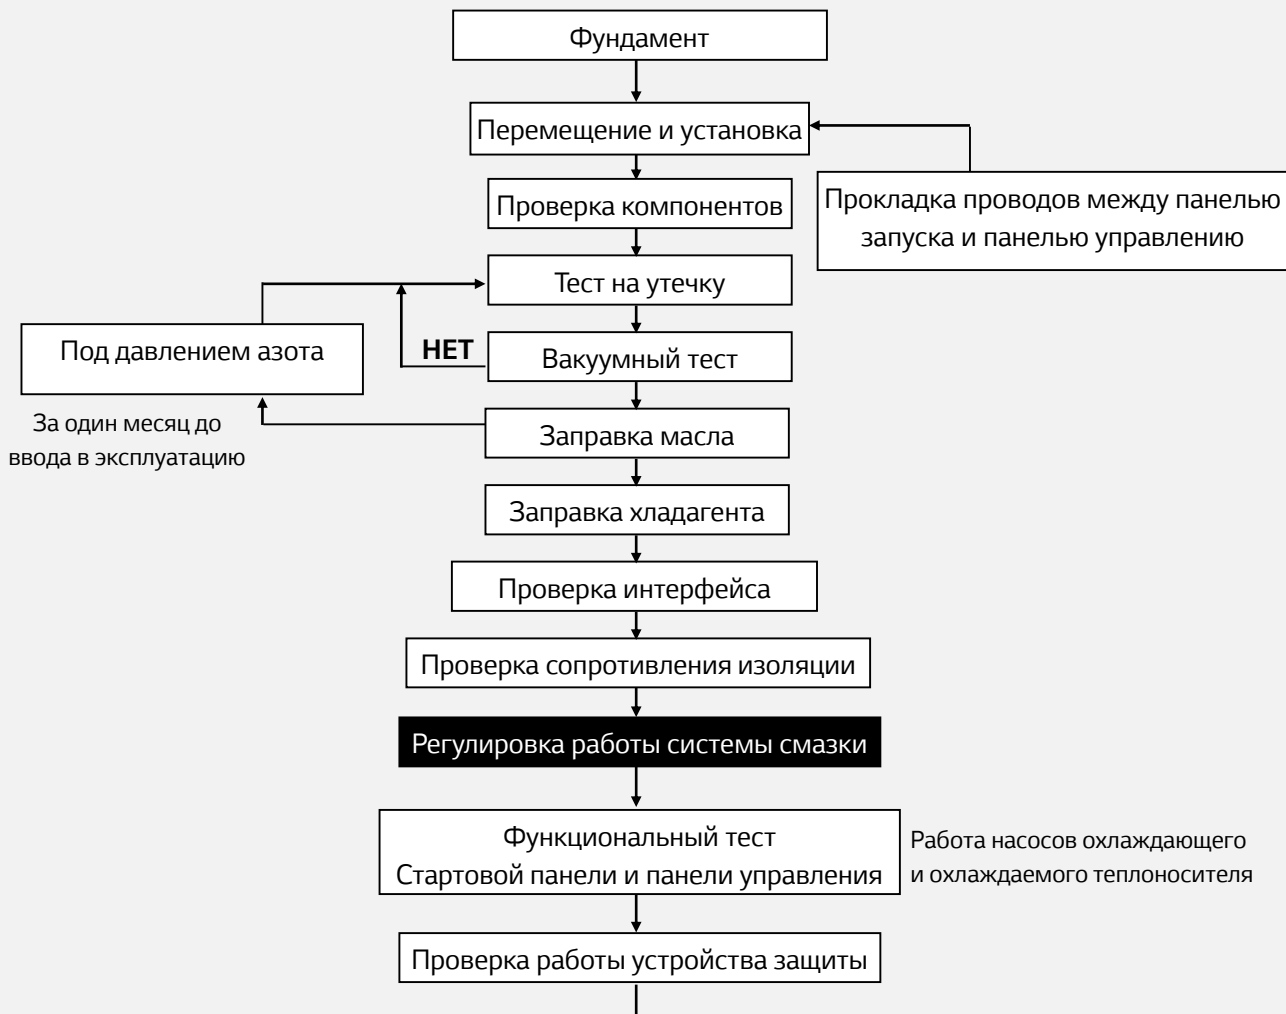 Фундамент
Перемещение и установка
Проверка компонентов
Прокладка проводов между панелью
запуска и панелью управлению
Тест на утечку
Под давлением азота
НЕТ
Вакуумный тест
За один месяц до
ввода в эксплуатацию
Заправка масла
Заправка хладагента
Проверка интерфейса
Проверка сопротивления изоляции
Регулировка работы системы смазки
Функциональный тест
Стартовой панели и панели управления
Работа насосов охлаждающего
и охлаждаемого теплоносителя
Проверка работы устройства защиты